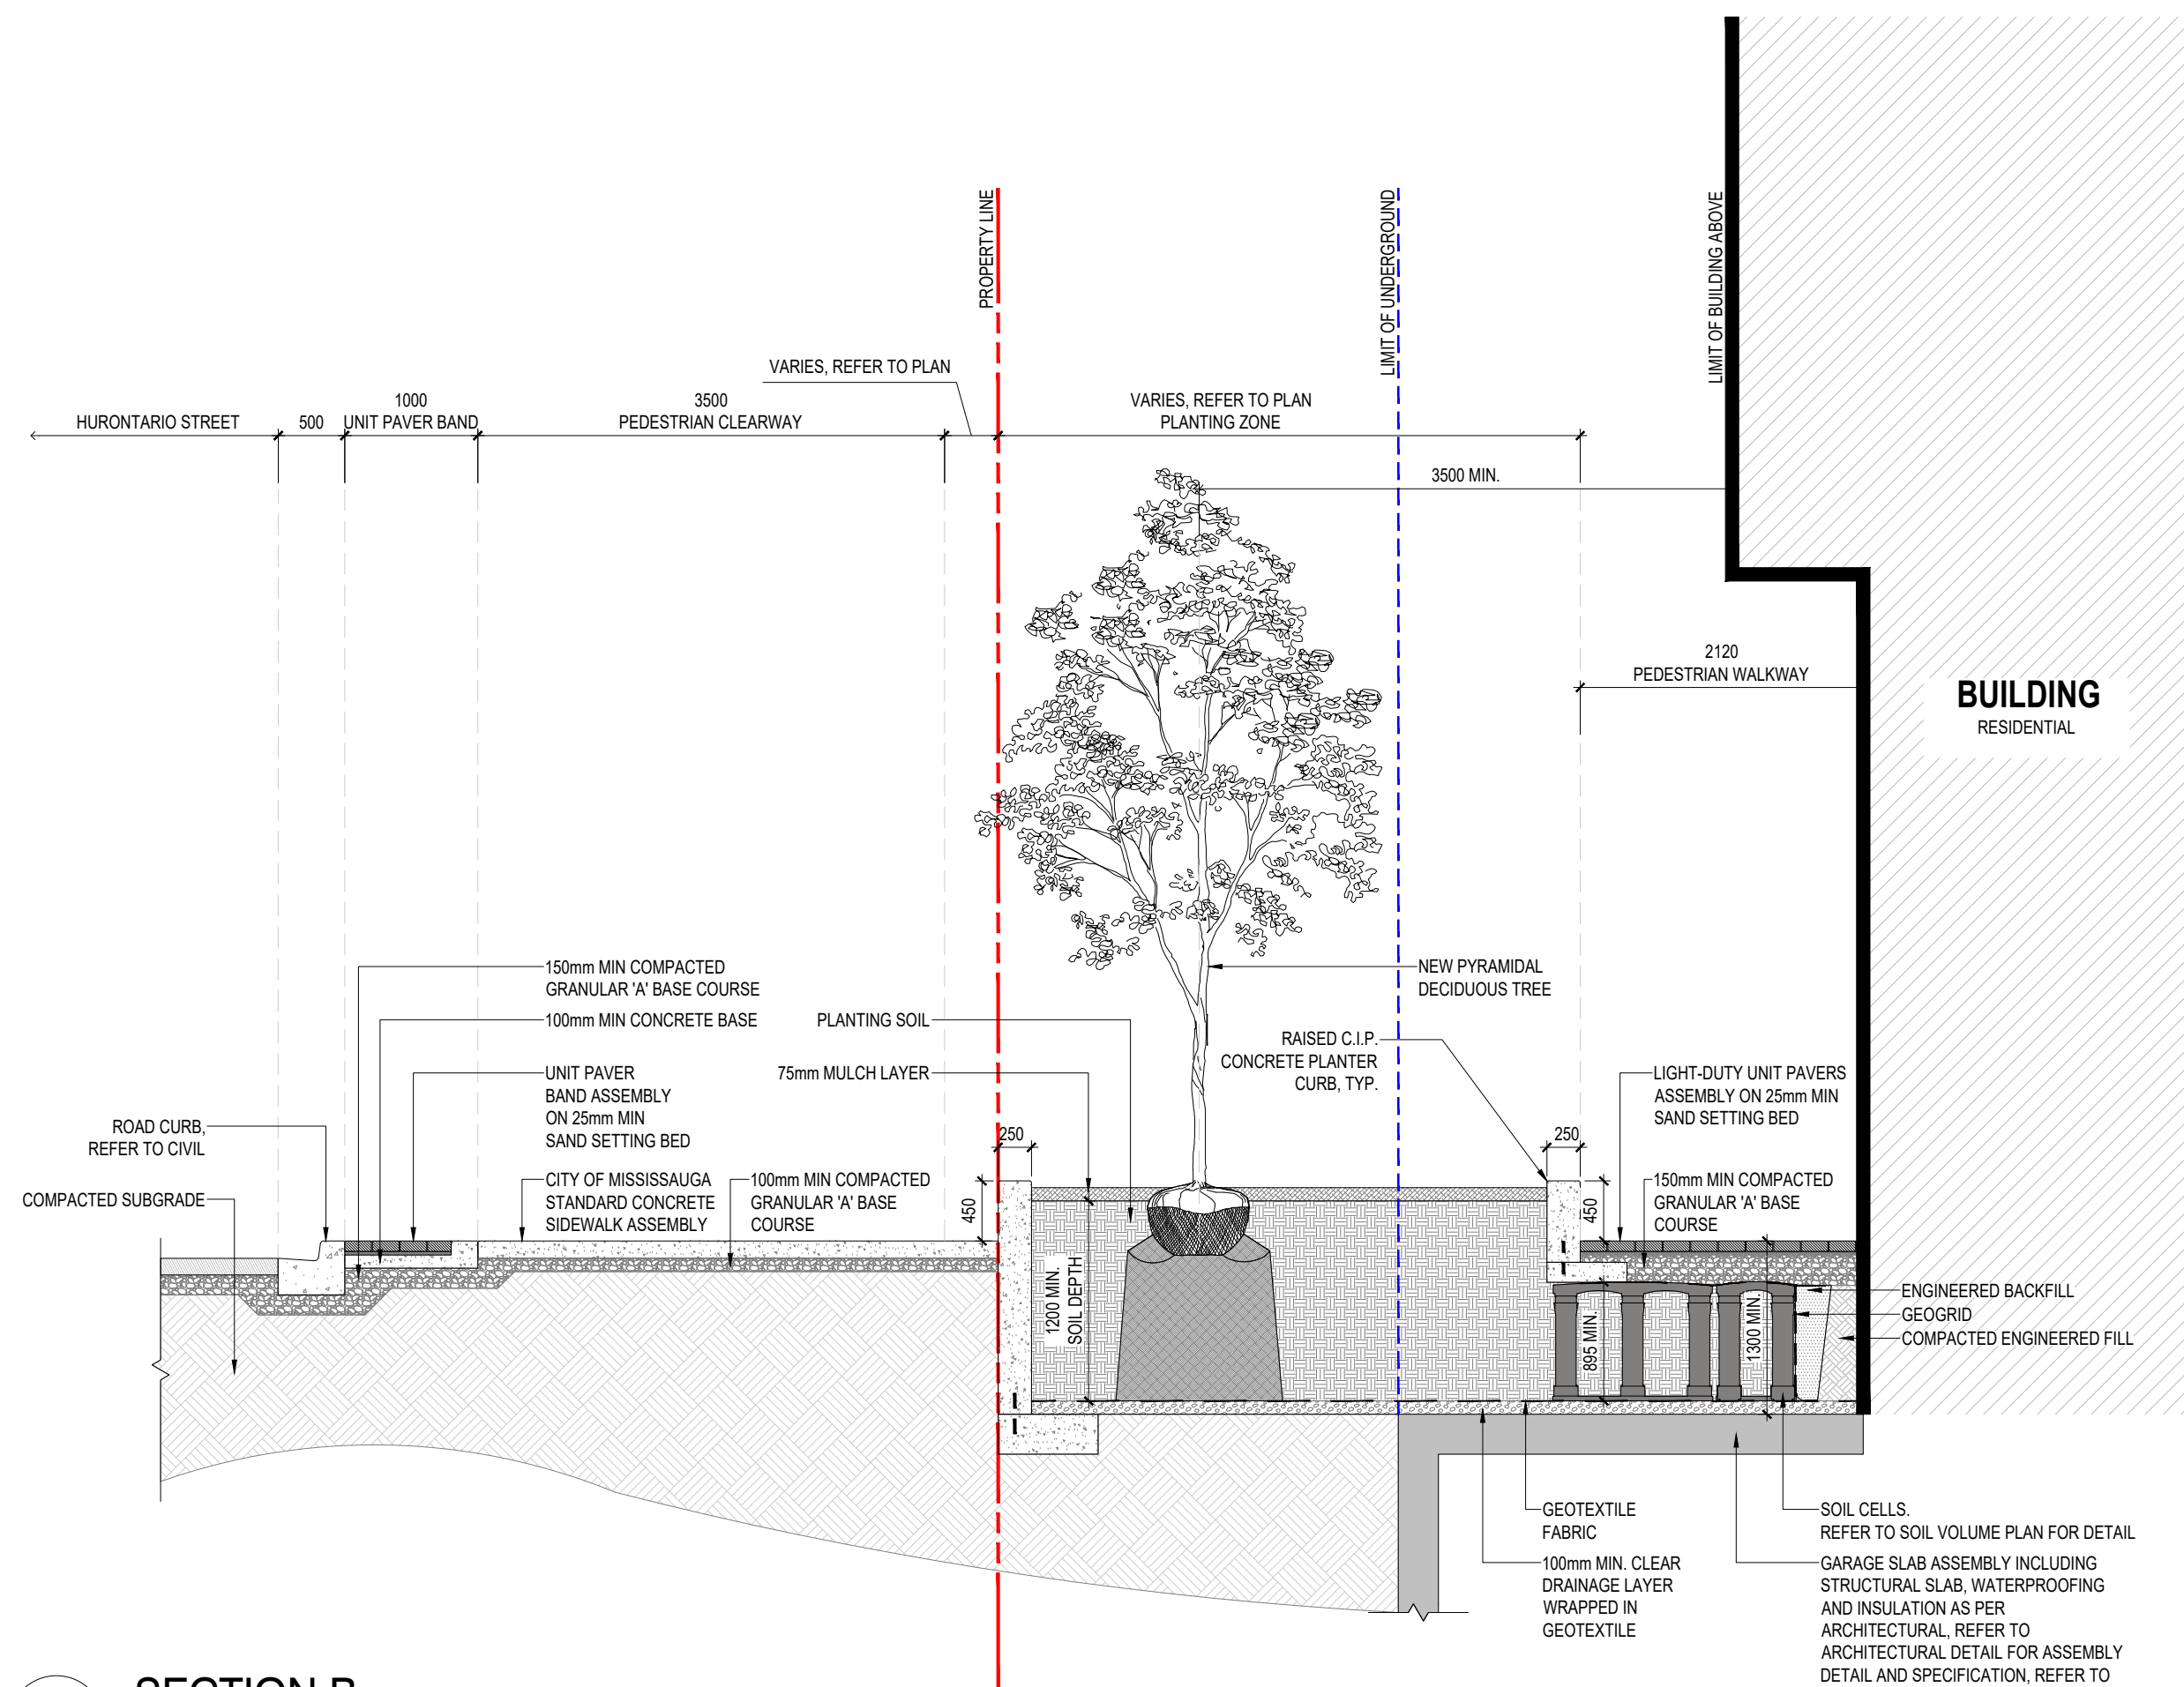 PROPERTY LINE
LIMIT OF UNDERGROUND
LIMIT OF BUILDING ABOVE
VARIES, REFER TO PLAN
HURONTARIO STREET
500
1000
UNIT PAVER BAND
3500
PEDESTRIAN CLEARWAY
VARIES, REFER TO PLAN
PLANTING ZONE
3500 MIN.
2120
PEDESTRIAN WALKWAY
BUILDING
RESIDENTIAL
150mm MIN COMPACTED
GRANULAR 'A' BASE COURSE
100mm MIN CONCRETE BASE
UNIT PAVER
BAND ASSEMBLY
ON 25mm MIN
SAND SETTING BED
CITY OF MISSISSAUGA
STANDARD CONCRETE
SIDEWALK ASSEMBLY
ROAD CURB,
REFER TO CIVIL
COMPACTED SUBGRADE
PLANTING SOIL
75mm MULCH LAYER
100mm MIN COMPACTED
GRANULAR 'A' BASE
COURSE
NEW PYRAMIDAL
DECIDUOUS TREE
RAISED C.I.P.
CONCRETE PLANTER
CURB, TYP.
LIGHT-DUTY UNIT PAVERS
ASSEMBLY ON 25mm MIN
SAND SETTING BED
150mm MIN COMPACTED
GRANULAR 'A' BASE
COURSE
250
450
250
450
1200 MIN.
SOIL DEPTH
895 MIN.
1300 MIN.
ENGINEERED BACKFILL
GEOGRID
COMPACTED ENGINEERED FILL
GEOTEXTILE
FABRIC
100mm MIN. CLEAR
DRAINAGE LAYER
WRAPPED IN
GEOTEXTILE
SOIL CELLS.
REFER TO SOIL VOLUME PLAN FOR DETAIL
GARAGE SLAB ASSEMBLY INCLUDING
STRUCTURAL SLAB, WATERPROOFING
AND INSULATION AS PER
ARCHITECTURAL, REFER TO
ARCHITECTURAL DETAIL FOR ASSEMBLY
DETAIL AND SPECIFICATION, REFER TO
SECTION B